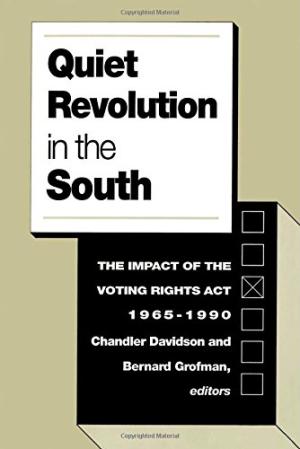 Quiet
Revolution
in the
South
THE IMPACT OF THE
VOTING RIGHTS ACT
1965-1990
Chandler Davidson and
Bernard Grofman,
editors